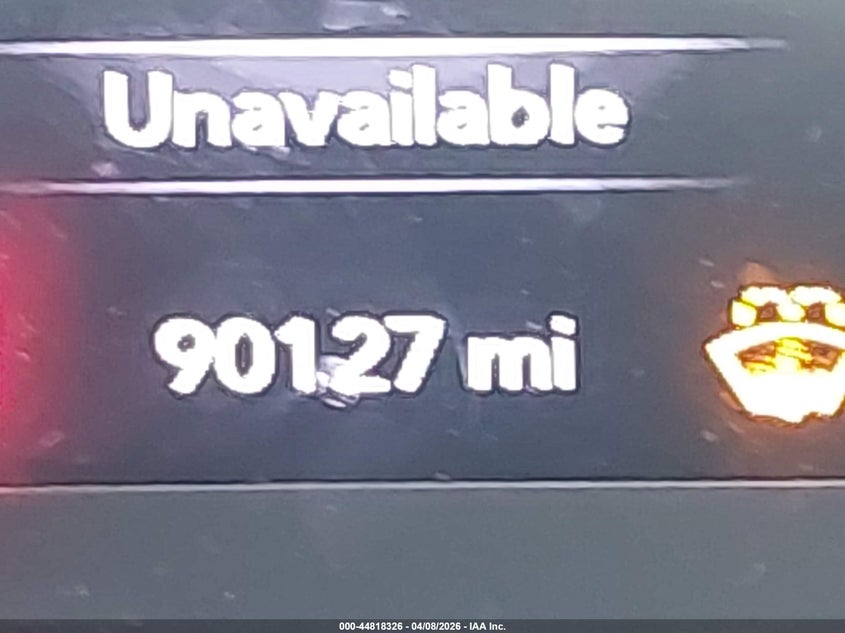 Unavailable
90127 mi
000-44818326 - 04/08/2026 - IAA Inc.